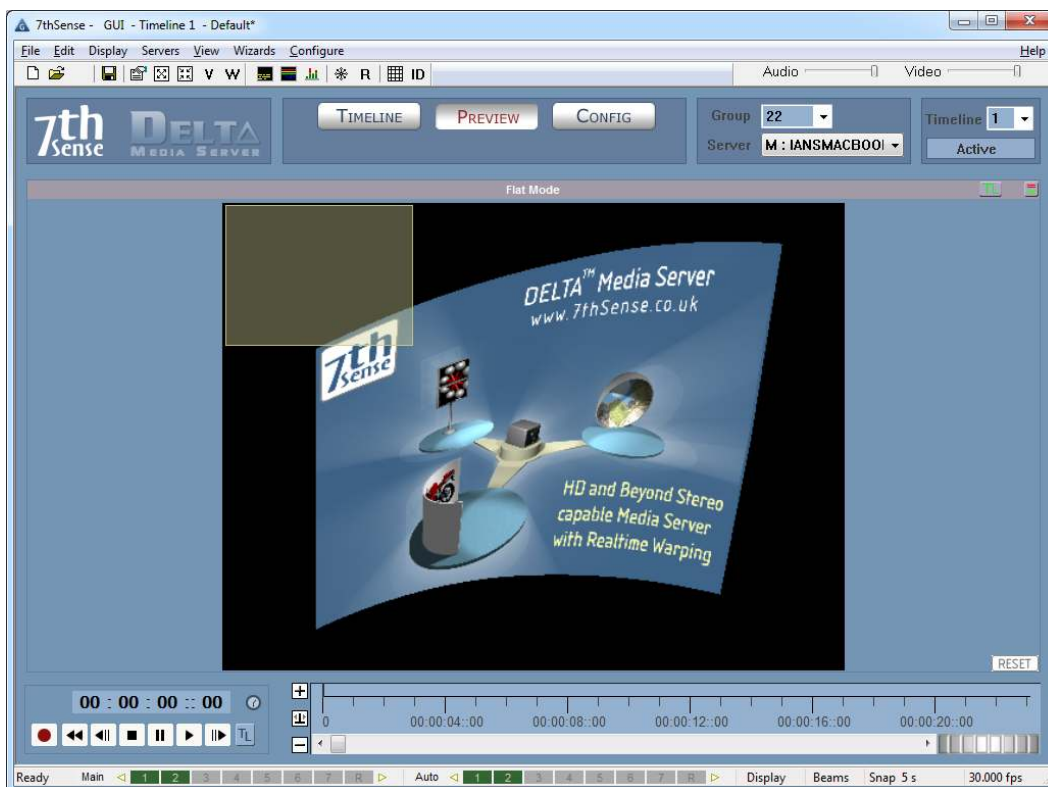 7thSense - GUI - Timeline 1 - Default*
File Edit Display Servers View Wizards Configure Help
V W R ID Audio Video
7th sense DELTA MEDIA SERVER
TIMELINE PREVIEW CONFIG
Group 22
Server M : IANSMACBOOI
Timeline 1
Active
Flat Mode TL
DELTA™ Media Server
www.7thSense.co.uk
7th sense
HD and Beyond Stereo
capable Media Server
with Realtime Warping
RESET
00 : 00 : 00 :: 00
TL
0 00:00:04::00 00:00:08::00 00:00:12::00 00:00:16::00 00:00:20::00
Ready Main 1 2 3 4 5 6 7 R Auto 1 2 3 4 5 6 7 R Display Beams Snap 5 s 30.000 fps